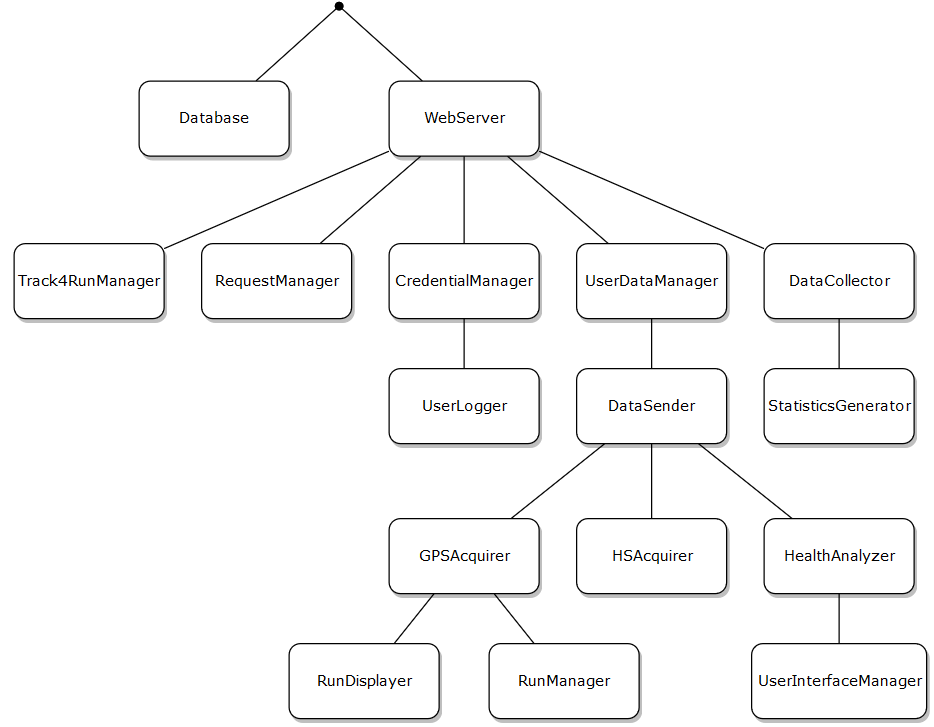 Database
WebServer
Track4RunManager
RequestManager
CredentialManager
UserDataManager
DataCollector
UserLogger
DataSender
StatisticsGenerator
GPSAcquirer
HSAcquirer
HealthAnalyzer
RunDisplayer
RunManager
UserInterfaceManager